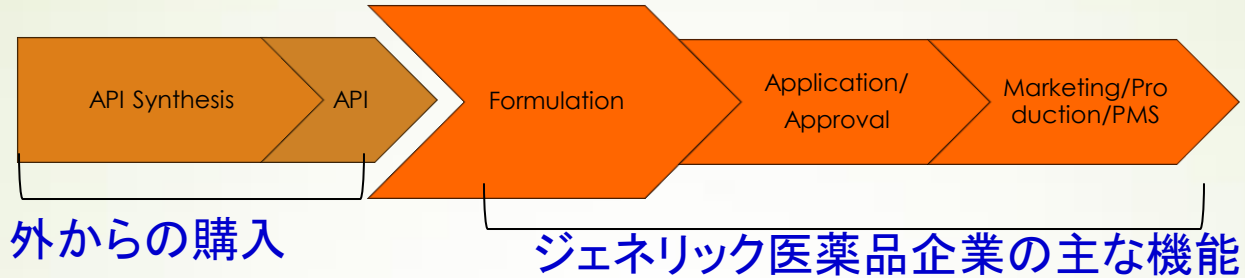 API Synthesis
API
Formulation
Application/
Approval
Marketing/Pro
duction/PMS
外からの購入
ジェネリック医薬品企業の主な機能